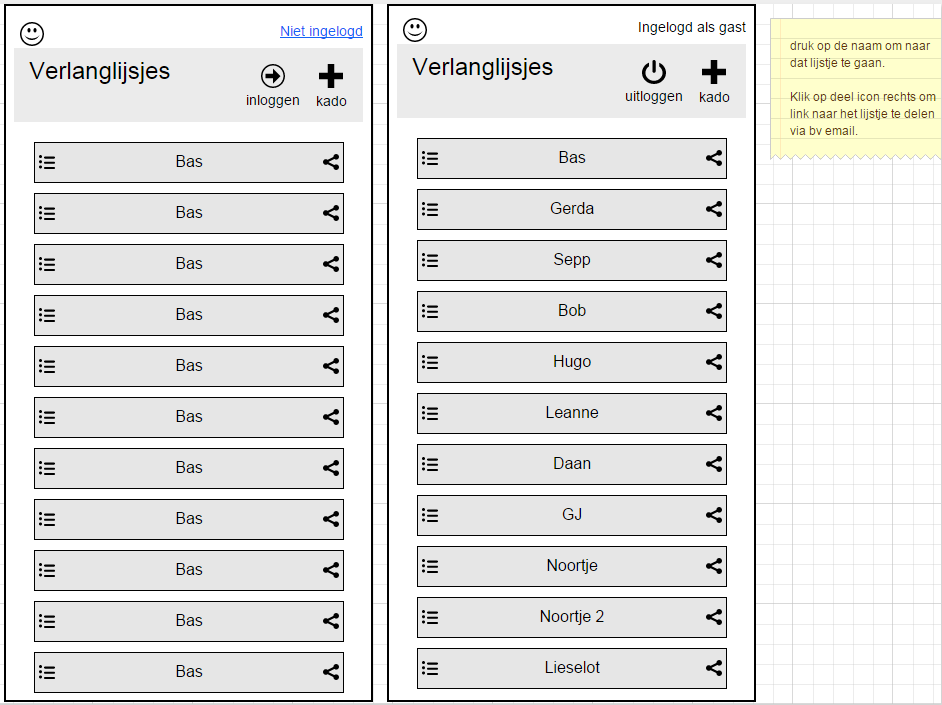 Niet ingelogd
Verlanglijsjes
inloggen
kado
Bas
Bas
Bas
Bas
Bas
Bas
Bas
Bas
Bas
Bas
Bas
Ingelogd als gast
Verlanglijsjes
uitloggen
kado
Bas
Gerda
Sepp
Bob
Hugo
Leanne
Daan
GJ
Noortje
Noortje 2
Lieselot
druk op de naam om naar
dat lijstje te gaan.
Klik op deel icon rechts om
link naar het lijstje te delen
via bv email.